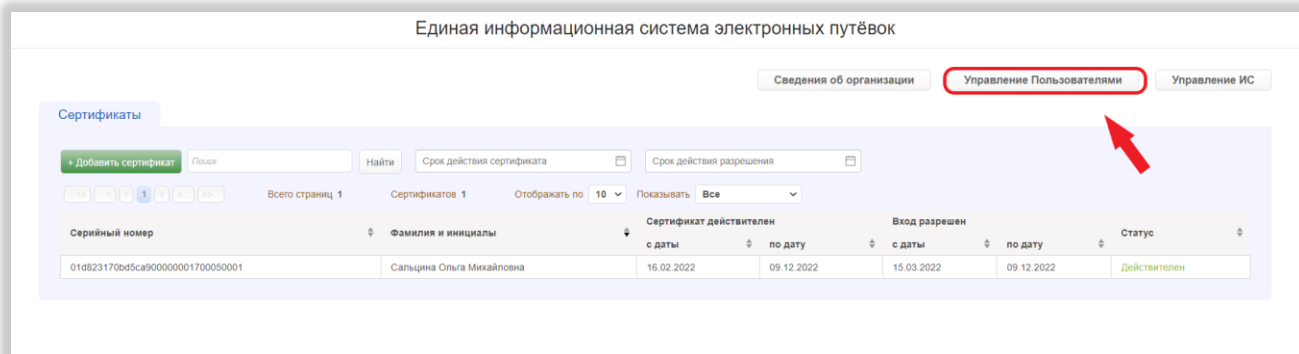 Единая информационная система электронных путёвок
Сведения об организации Управление Пользователями Управление ИС
Сертификаты
+ Добавить сертификат Поиск Найти Срок действия сертификата Срок действия разрешения
...<< ...< < 1 > >... >>... Всего страниц 1 Сертификатов 1 Отображать по 10 Показывать Все
Сертификат действителен Вход разрешен
Серийный номер Фамилия и инициалы Статус
с даты по дату с даты по дату
01d823170bd5ca900000001700050001 Сальцина Ольга Михайловна 16.02.2022 09.12.2022 15.03.2022 09.12.2022 Действителен